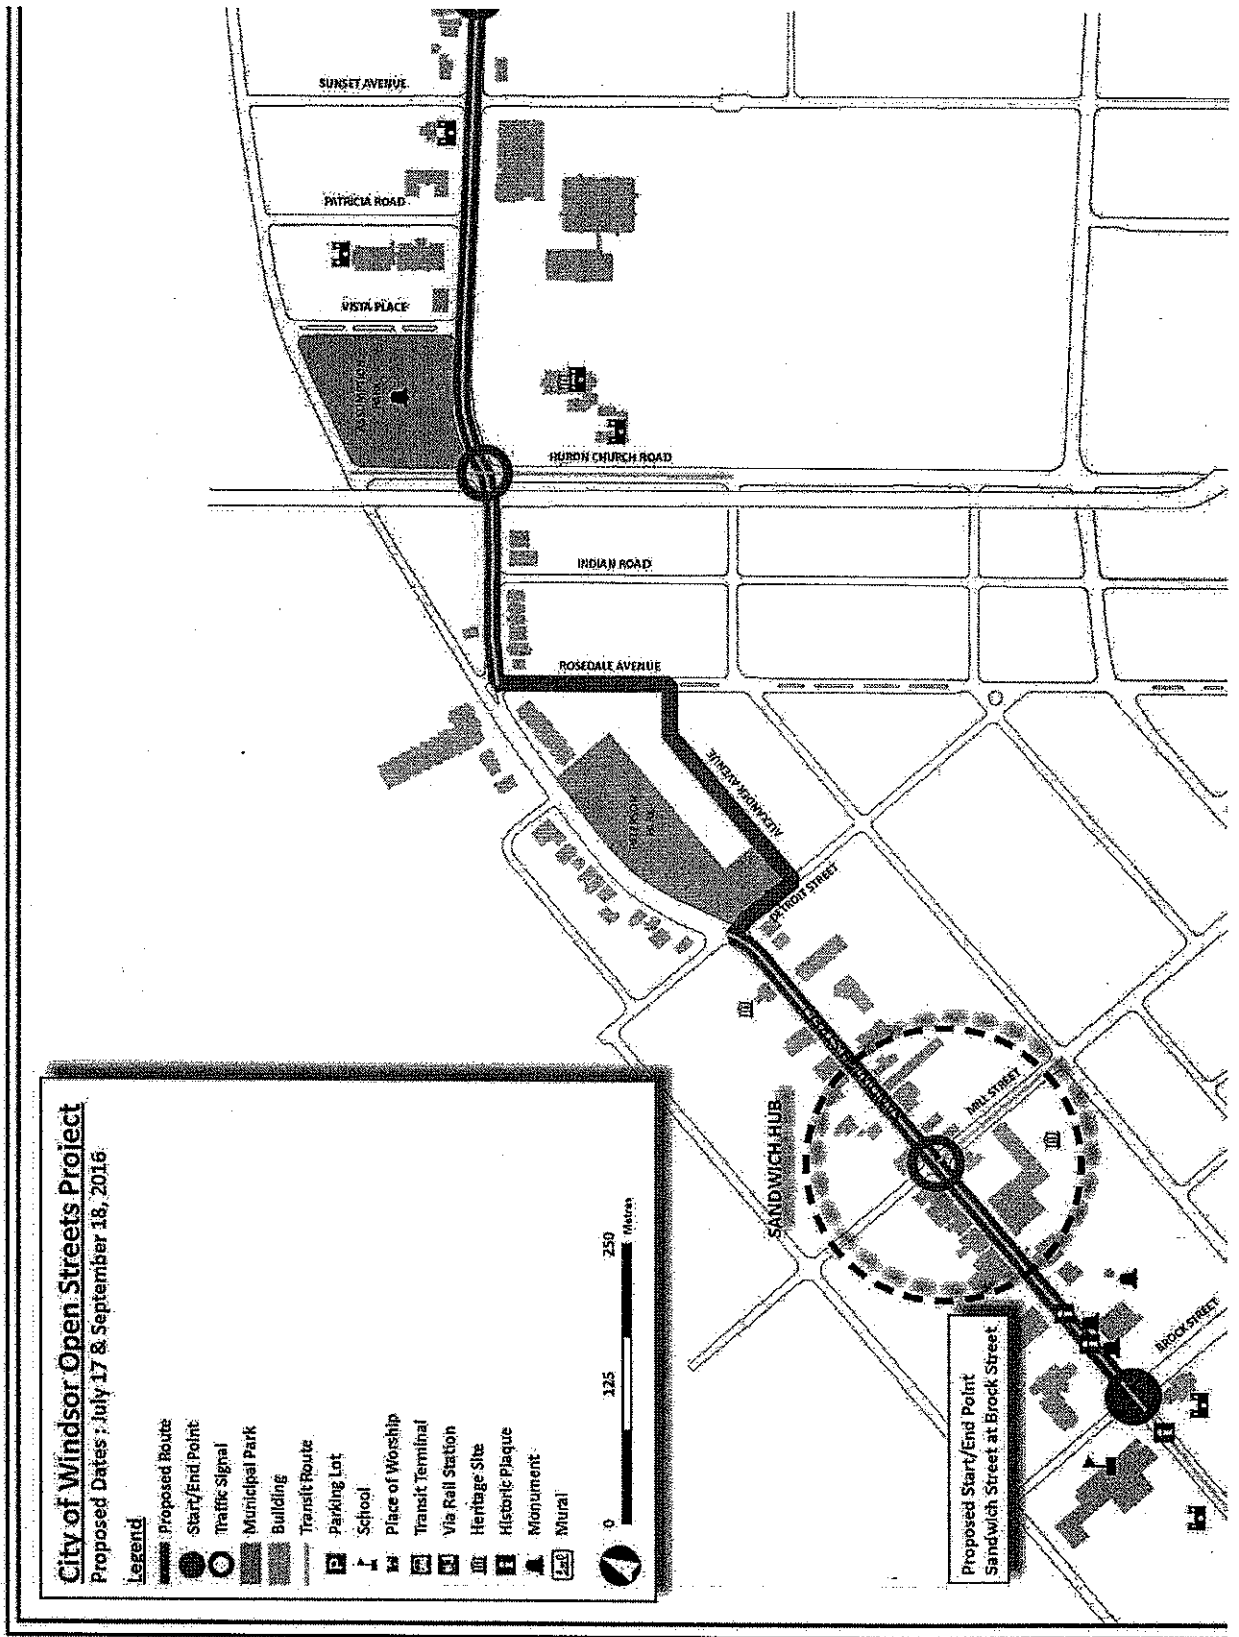 City of Windsor Open Streets Project
Proposed Dates : July 17 & September 18, 2016
Legend
Proposed Route
Start/End Point
Traffic Signal
Municipal Park
Building
Transit Route
P Parking Lot
School
Place of Worship
Transit Terminal
Via Rail Station
Heritage Site
Historic Plaque
Monument
Mural
0 125 250
Metres
SUNSET AVENUE
PATRICIA ROAD
VISTA PLACE
ASSUMPTION
PARK
HURON CHURCH ROAD
INDIAN ROAD
ROSEDALE AVENUE
ALEXANDER AVENUE
DETROIT STREET
SANDWICH HUB
MILL STREET
BROCK STREET
Proposed Start/End Point
Sandwich Street at Brock Street